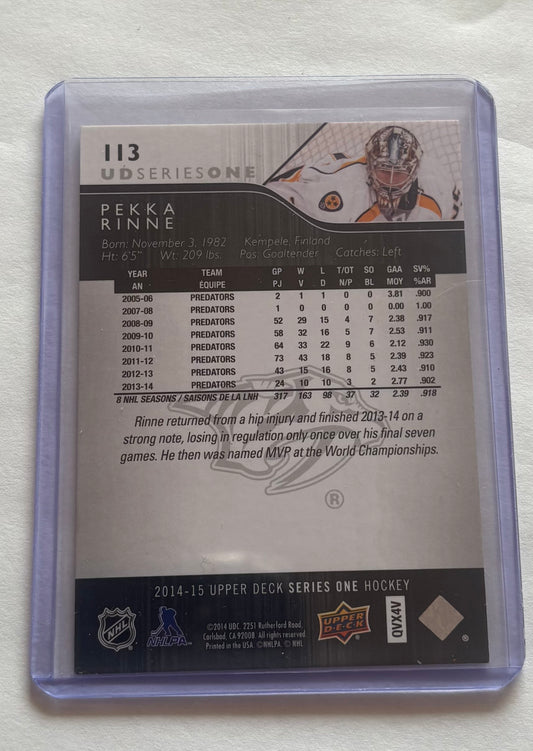 113
UDSERIESONE
PEKKA
RINNE
Born: November 3, 1982 Kempele, Finland
Ht: 6'5" Wt: 209 lbs. Pos: Goaltender Catches: Left
YEAR TEAM GP W L T/OT SO GAA SV%
AN ÉQUIPE PJ V D N/P BL MOY %AR
2005-06 PREDATORS 2 1 1 0 0 3.81 .900
2007-08 PREDATORS 1 0 0 0 0 0.00 1.00
2008-09 PREDATORS 52 29 15 4 7 2.38 .917
2009-10 PREDATORS 58 32 16 5 7 2.53 .911
2010-11 PREDATORS 64 33 22 9 6 2.12 .930
2011-12 PREDATORS 73 43 18 8 5 2.39 .923
2012-13 PREDATORS 43 15 16 8 5 2.43 .910
2013-14 PREDATORS 24 10 10 3 2 2.77 .902
8 NHL SEASONS / SAISONS DE LA LNH 317 163 98 37 32 2.39 .918
Rinne returned from a hip injury and finished 2013-14 on a
strong note, losing in regulation only once over his final seven
games. He then was named MVP at the World Championships.
®
2014-15 UPPER DECK SERIES ONE HOCKEY
NHL
NHLPA
©2014 UDC. 2251 Rutherford Road,
Carlsbad, CA 92008. All rights reserved
Printed in the USA. ©NHLPA. © NHL
UPPER
DECK
QVX4V
®